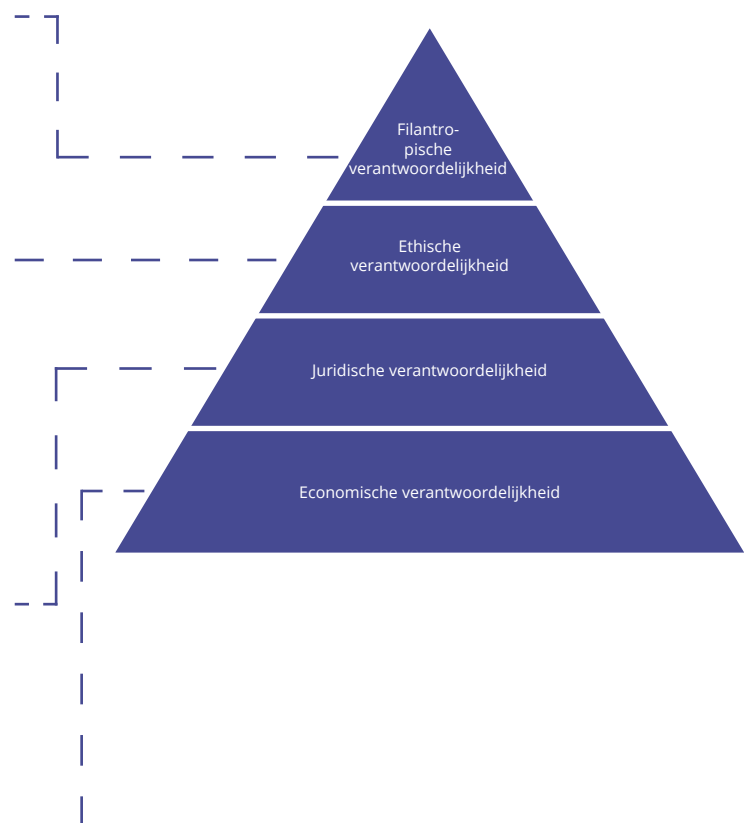 Filantro-
pische
verantwoordelijkheid
Ethische
verantwoordelijkheid
Juridische verantwoordelijkheid
Economische verantwoordelijkheid